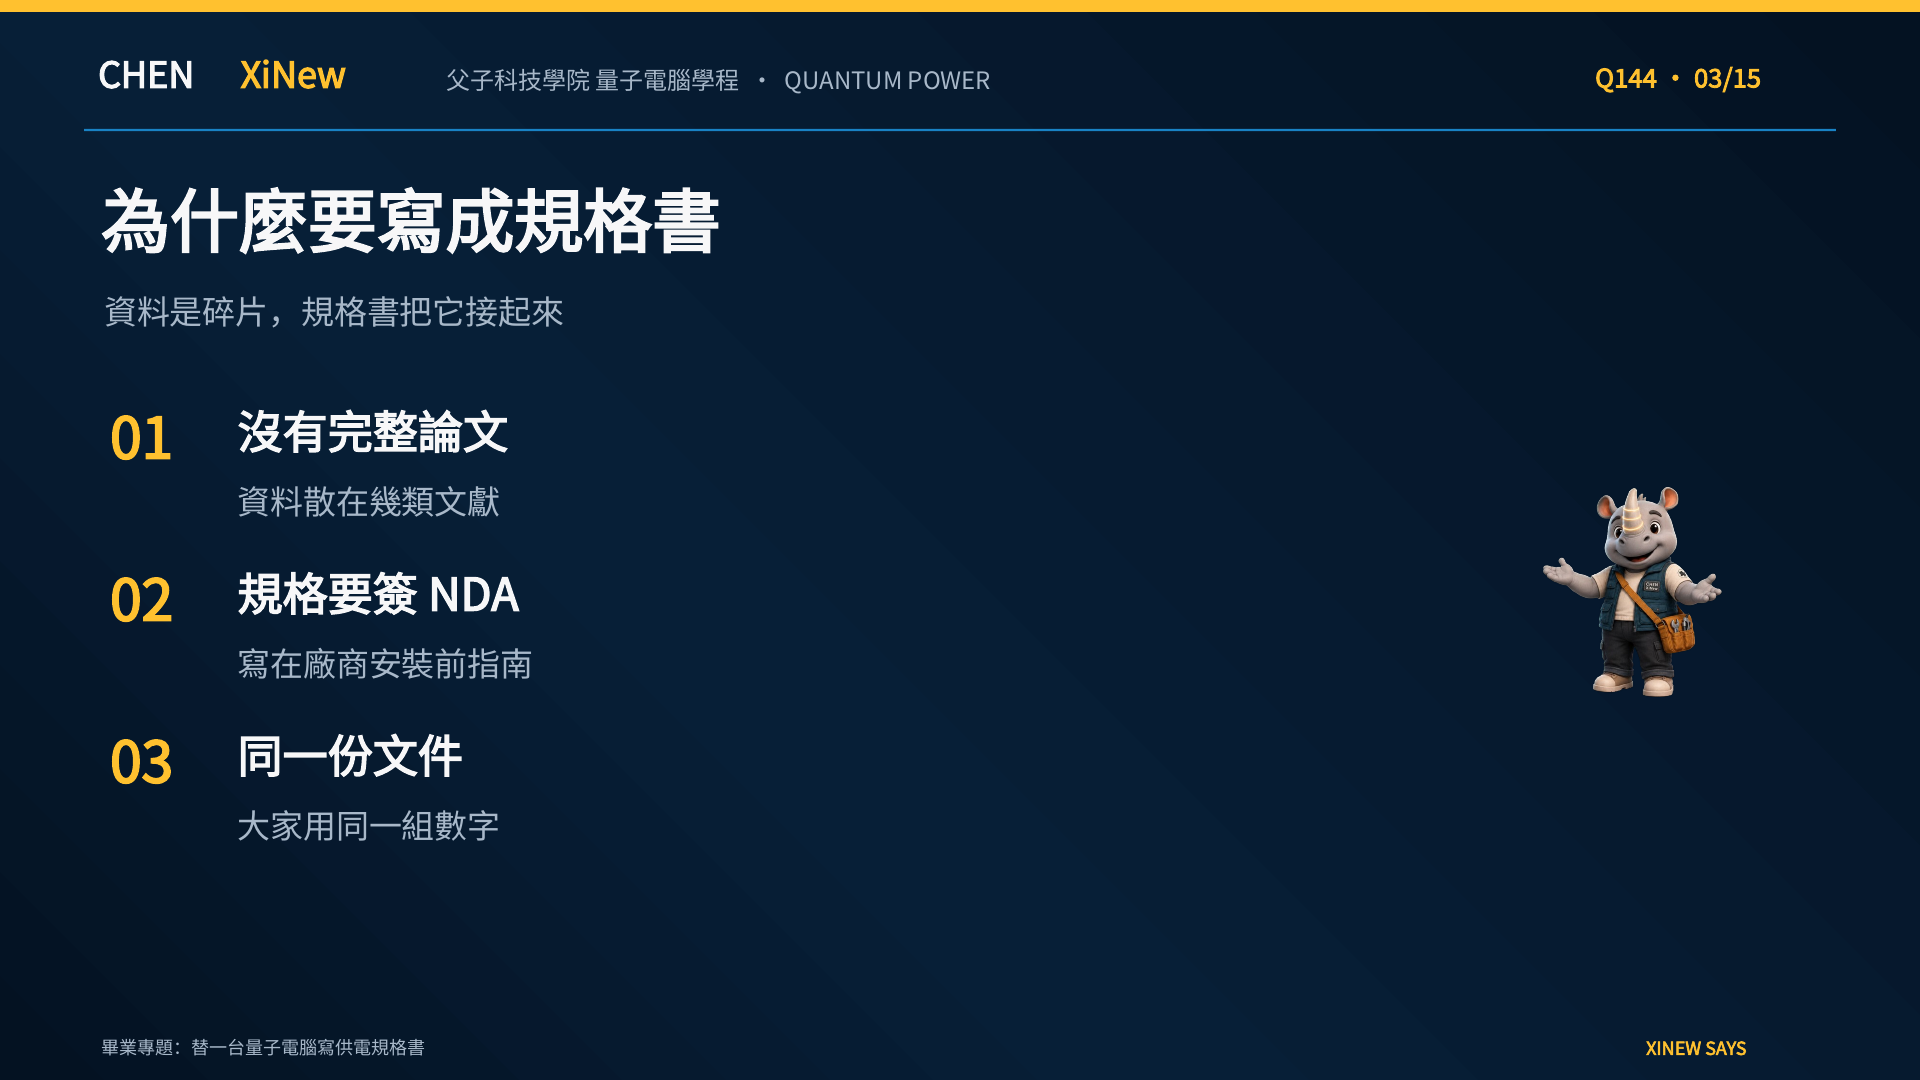 CHEN XiNew 父子科技學院 量子電腦學程 · QUANTUM POWER Q144 · 03/15
為什麼要寫成規格書
資料是碎片，規格書把它接起來
01 沒有完整論文
資料散在幾類文獻
02 規格要簽 NDA
寫在廠商安裝前指南
03 同一份文件
大家用同一組數字
畢業專題：替一台量子電腦寫供電規格書 XINEW SAYS